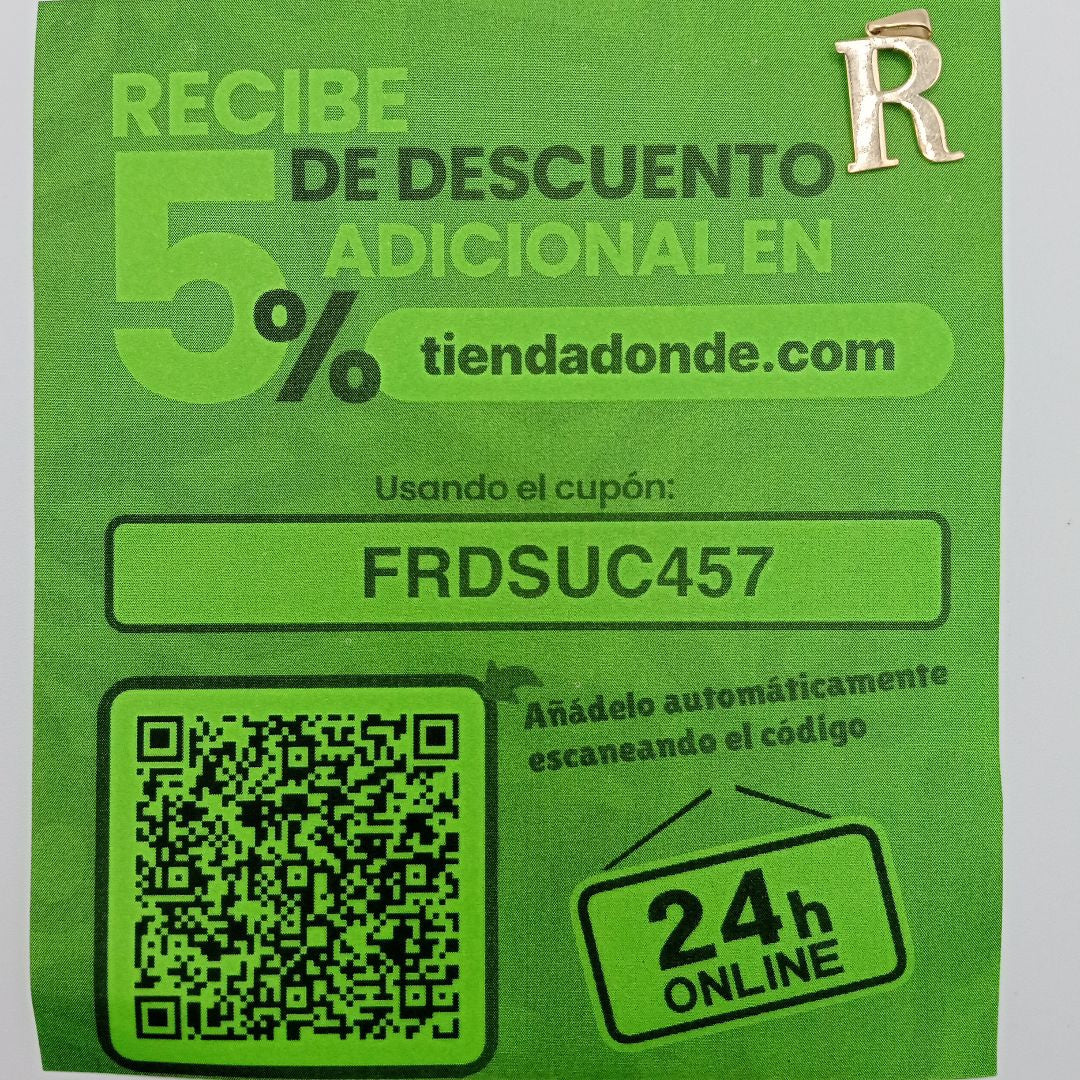 R
RECIBE
5% DE DESCUENTO
ADICIONAL EN
tiendadonde.com
Usando el cupón:
FRDSUC457
Añádelo automáticamente
escaneando el código
24h
ONLINE